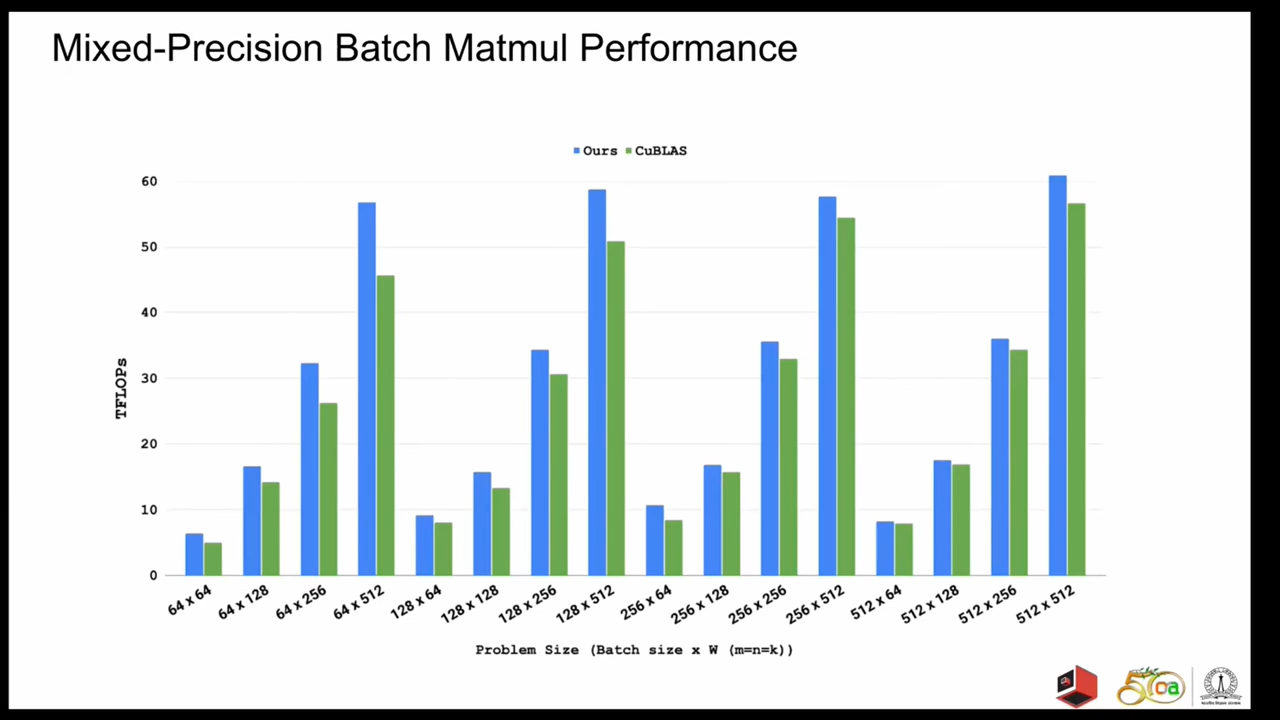 Mixed-Precision Batch Matmul Performance
Ours CuBLAS
60
50
40
30
20
10
0
TFLOPs
64 x 64
64 x 128
64 x 256
64 x 512
128 x 64
128 x 128
128 x 256
128 x 512
256 x 64
256 x 128
256 x 256
256 x 512
512 x 64
512 x 128
512 x 256
512 x 512
Problem Size (Batch size x W (m=n=k))